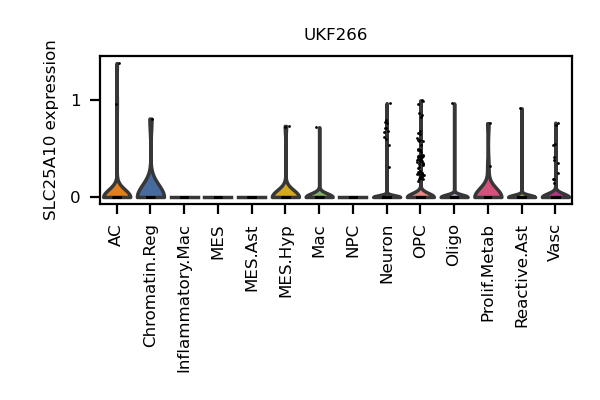 UKF266
SLC25A10 expression
1
0
AC
Chromatin.Reg
Inflammatory.Mac
MES
MES.Ast
MES.Hyp
Mac
NPC
Neuron
OPC
Oligo
Prolif.Metab
Reactive.Ast
Vasc